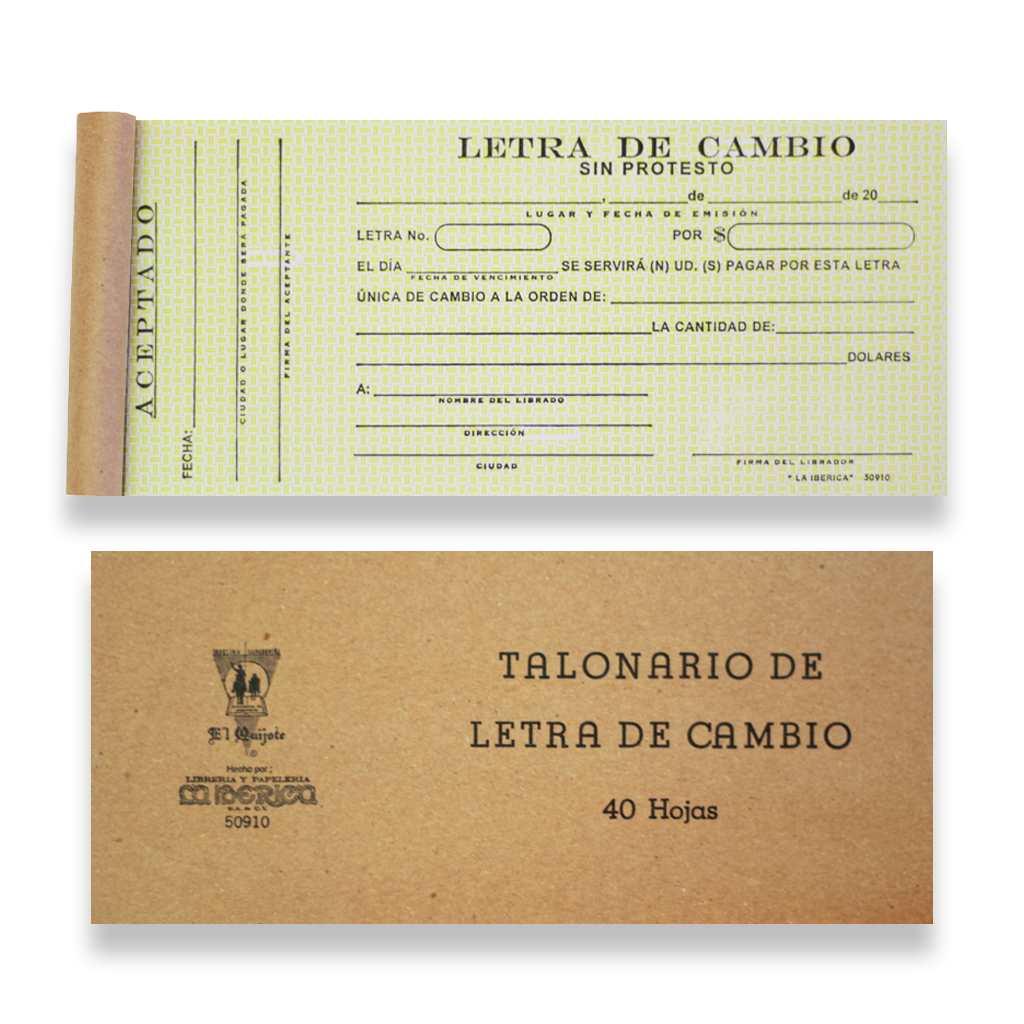 LETRA DE CAMBIO
SIN PROTESTO
, de de 20
LUGAR Y FECHA DE EMISIÓN
LETRA No. POR $
EL DÍA SE SERVIRÁ (N) UD. (S) PAGAR POR ESTA LETRA
FECHA DE VENCIMIENTO
ÚNICA DE CAMBIO A LA ORDEN DE:
LA CANTIDAD DE:
DOLARES
A:
NOMBRE DEL LIBRADO
DIRECCIÓN
CIUDAD
FIRMA DEL LIBRADOR
"LA IBERICA" 50910
ACEPTADO
FECHA:
CIUDAD O LUGAR DONDE SERA PAGADA
FIRMA DEL ACEPTANTE
El Quijote
Hecho por ;
LIBRERIA Y PAPELERIA
LA IBERICA
S.A. de C.V.
50910
TALONARIO DE
LETRA DE CAMBIO
40 Hojas